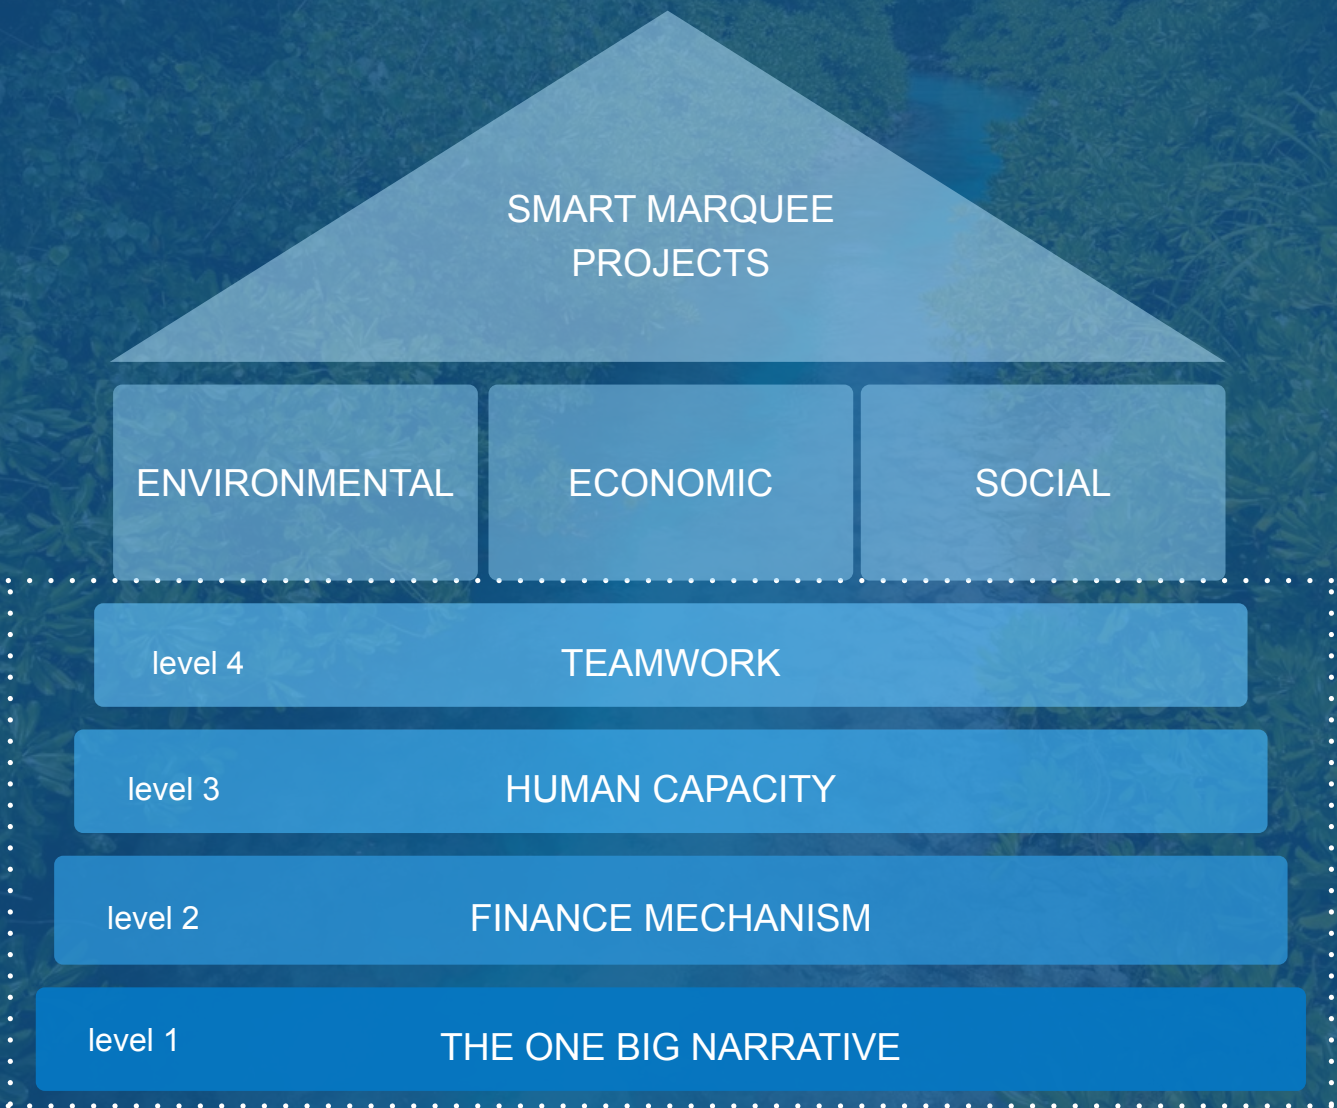 SMART MARQUEE
PROJECTS
ENVIRONMENTAL
ECONOMIC
SOCIAL
level 4
TEAMWORK
level 3
HUMAN CAPACITY
level 2
FINANCE MECHANISM
level 1
THE ONE BIG NARRATIVE